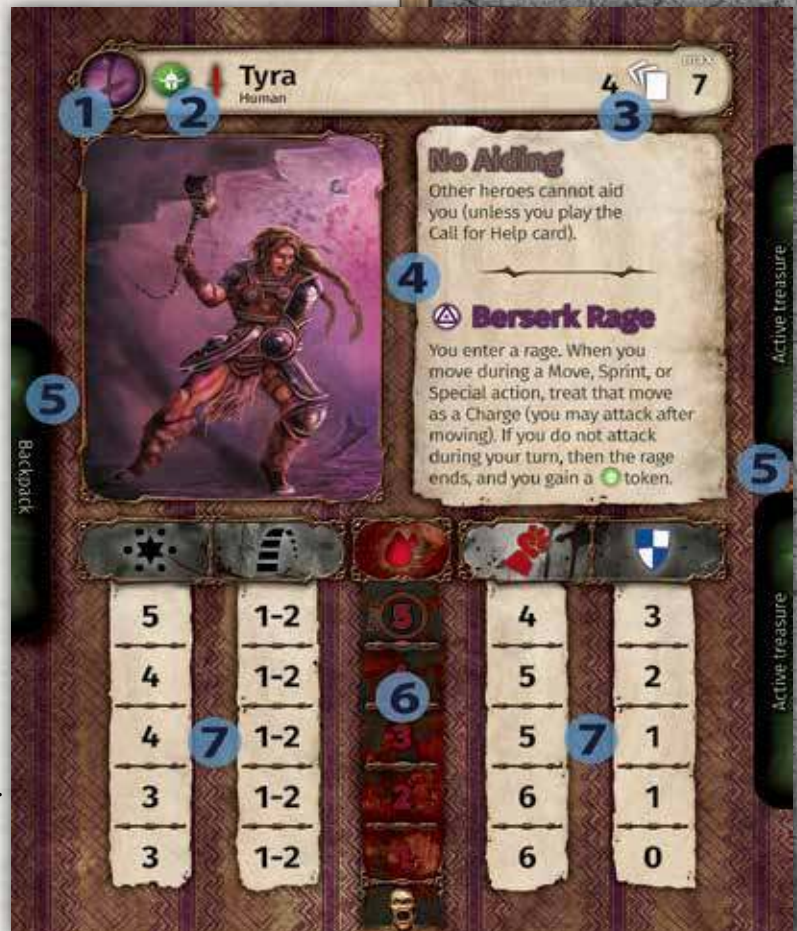 Tyra
Human
4
max
7
1
2
3
No Aiding
Other heroes cannot aid
you (unless you play the
Call for Help card).
4
Berserk Rage
You enter a rage. When you
move during a Move, Sprint, or
Special action, treat that move
as a Charge (you may attack after
moving). If you do not attack
during your turn, then the rage
ends, and you gain a token.
5
Backpack
Active treasure
5
Active treasure
5 1-2 5 4 3
4 1-2 5 2
6
4 1-2 3 5 1
7 7
3 1-2 2 6 1
3 1-2 6 0